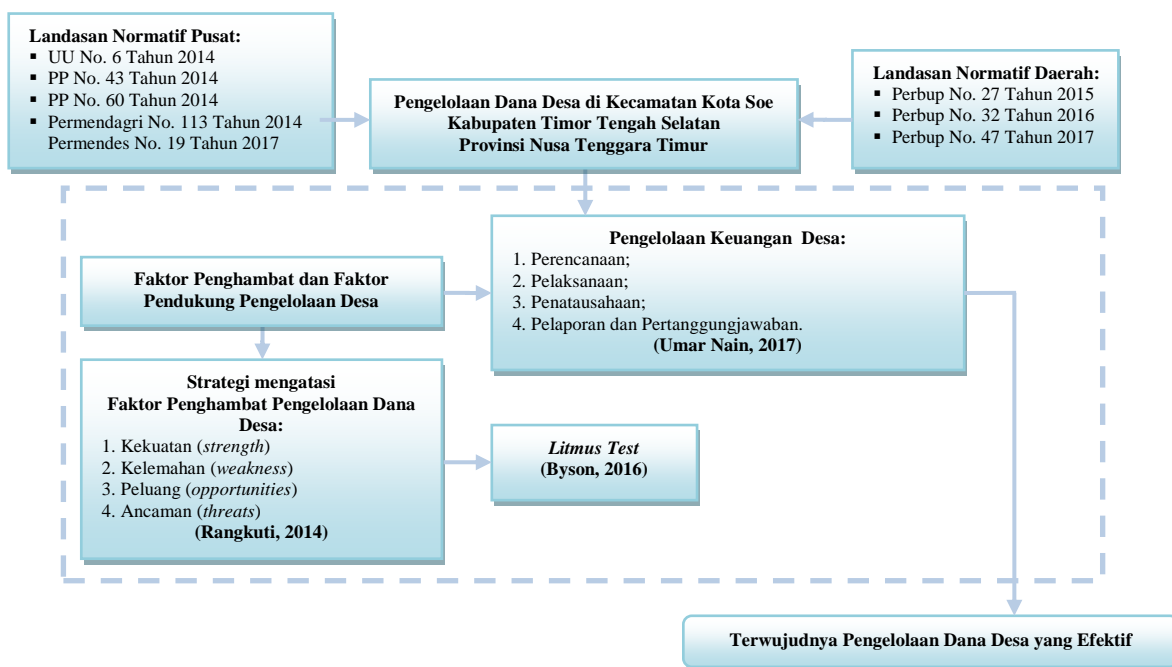 Landasan Normatif Pusat:
▪ UU No. 6 Tahun 2014
▪ PP No. 43 Tahun 2014
▪ PP No. 60 Tahun 2014
▪ Permendagri No. 113 Tahun 2014
Permendes No. 19 Tahun 2017
Pengelolaan Dana Desa di Kecamatan Kota Soe
Kabupaten Timor Tengah Selatan
Provinsi Nusa Tenggara Timur
Landasan Normatif Daerah:
▪ Perbup No. 27 Tahun 2015
▪ Perbup No. 32 Tahun 2016
▪ Perbup No. 47 Tahun 2017
Pengelolaan Keuangan Desa:
1. Perencanaan;
2. Pelaksanaan;
3. Penatausahaan;
4. Pelaporan dan Pertanggungjawaban.
(Umar Nain, 2017)
Faktor Penghambat dan Faktor
Pendukung Pengelolaan Desa
Strategi mengatasi
Faktor Penghambat Pengelolaan Dana
Desa:
1. Kekuatan (strength)
2. Kelemahan (weakness)
3. Peluang (opportunities)
4. Ancaman (threats)
(Rangkuti, 2014)
Litmus Test
(Byson, 2016)
Terwujudnya Pengelolaan Dana Desa yang Efektif